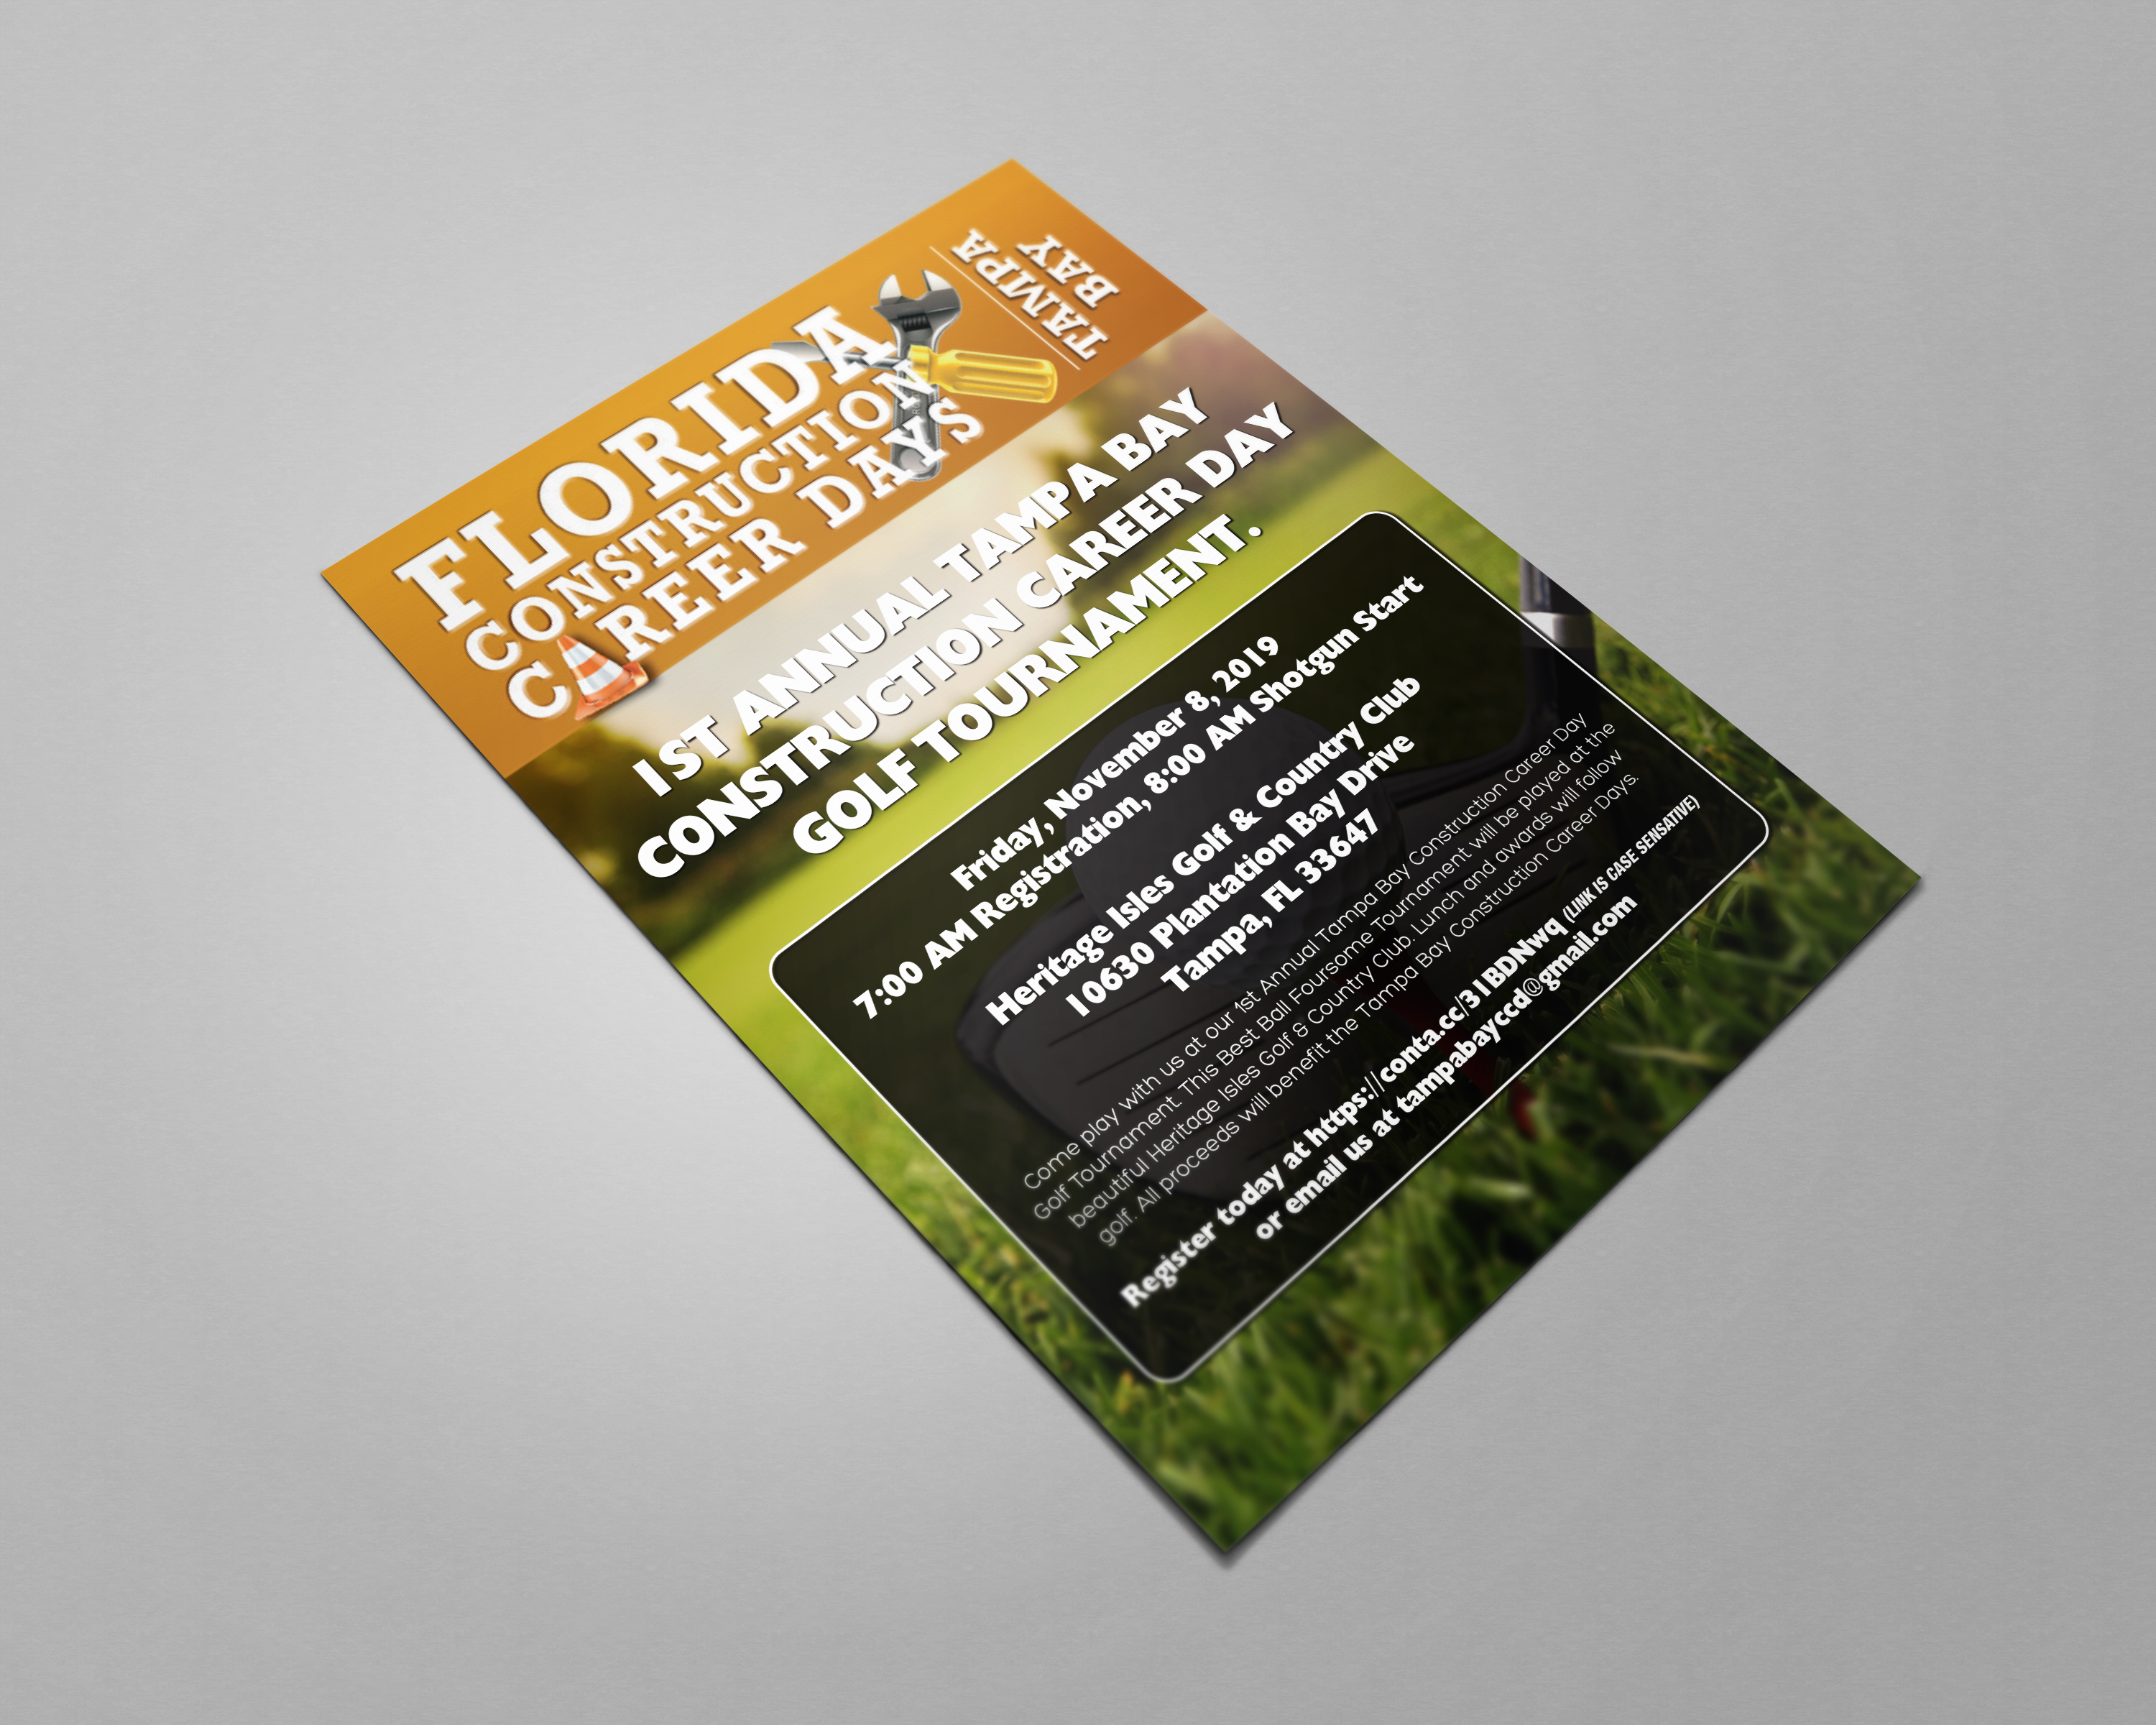 FLORIDA
CONSTRUCTION
CAREER DAYS
TAMPA
BAY
1ST ANNUAL TAMPA BAY
CONSTRUCTION CAREER DAY
GOLF TOURNAMENT.
Friday, November 8, 2019
7:00 AM Registration, 8:00 AM Shotgun Start
Heritage Isles Golf & Country Club
10630 Plantation Bay Drive
Tampa, FL 33647
Come play with us at our 1st Annual Tampa Bay Construction Career Day
Golf Tournament. This Best Ball Foursome Tournament will be played at the
beautiful Heritage Isles Golf & Country Club. Lunch and awards will follow
golf. All proceeds will benefit the Tampa Bay Construction Career Days.
Register today at https://conta.cc/31BDNwq (LINK IS CASE SENSATIVE)
or email us at tampabayccd@gmail.com